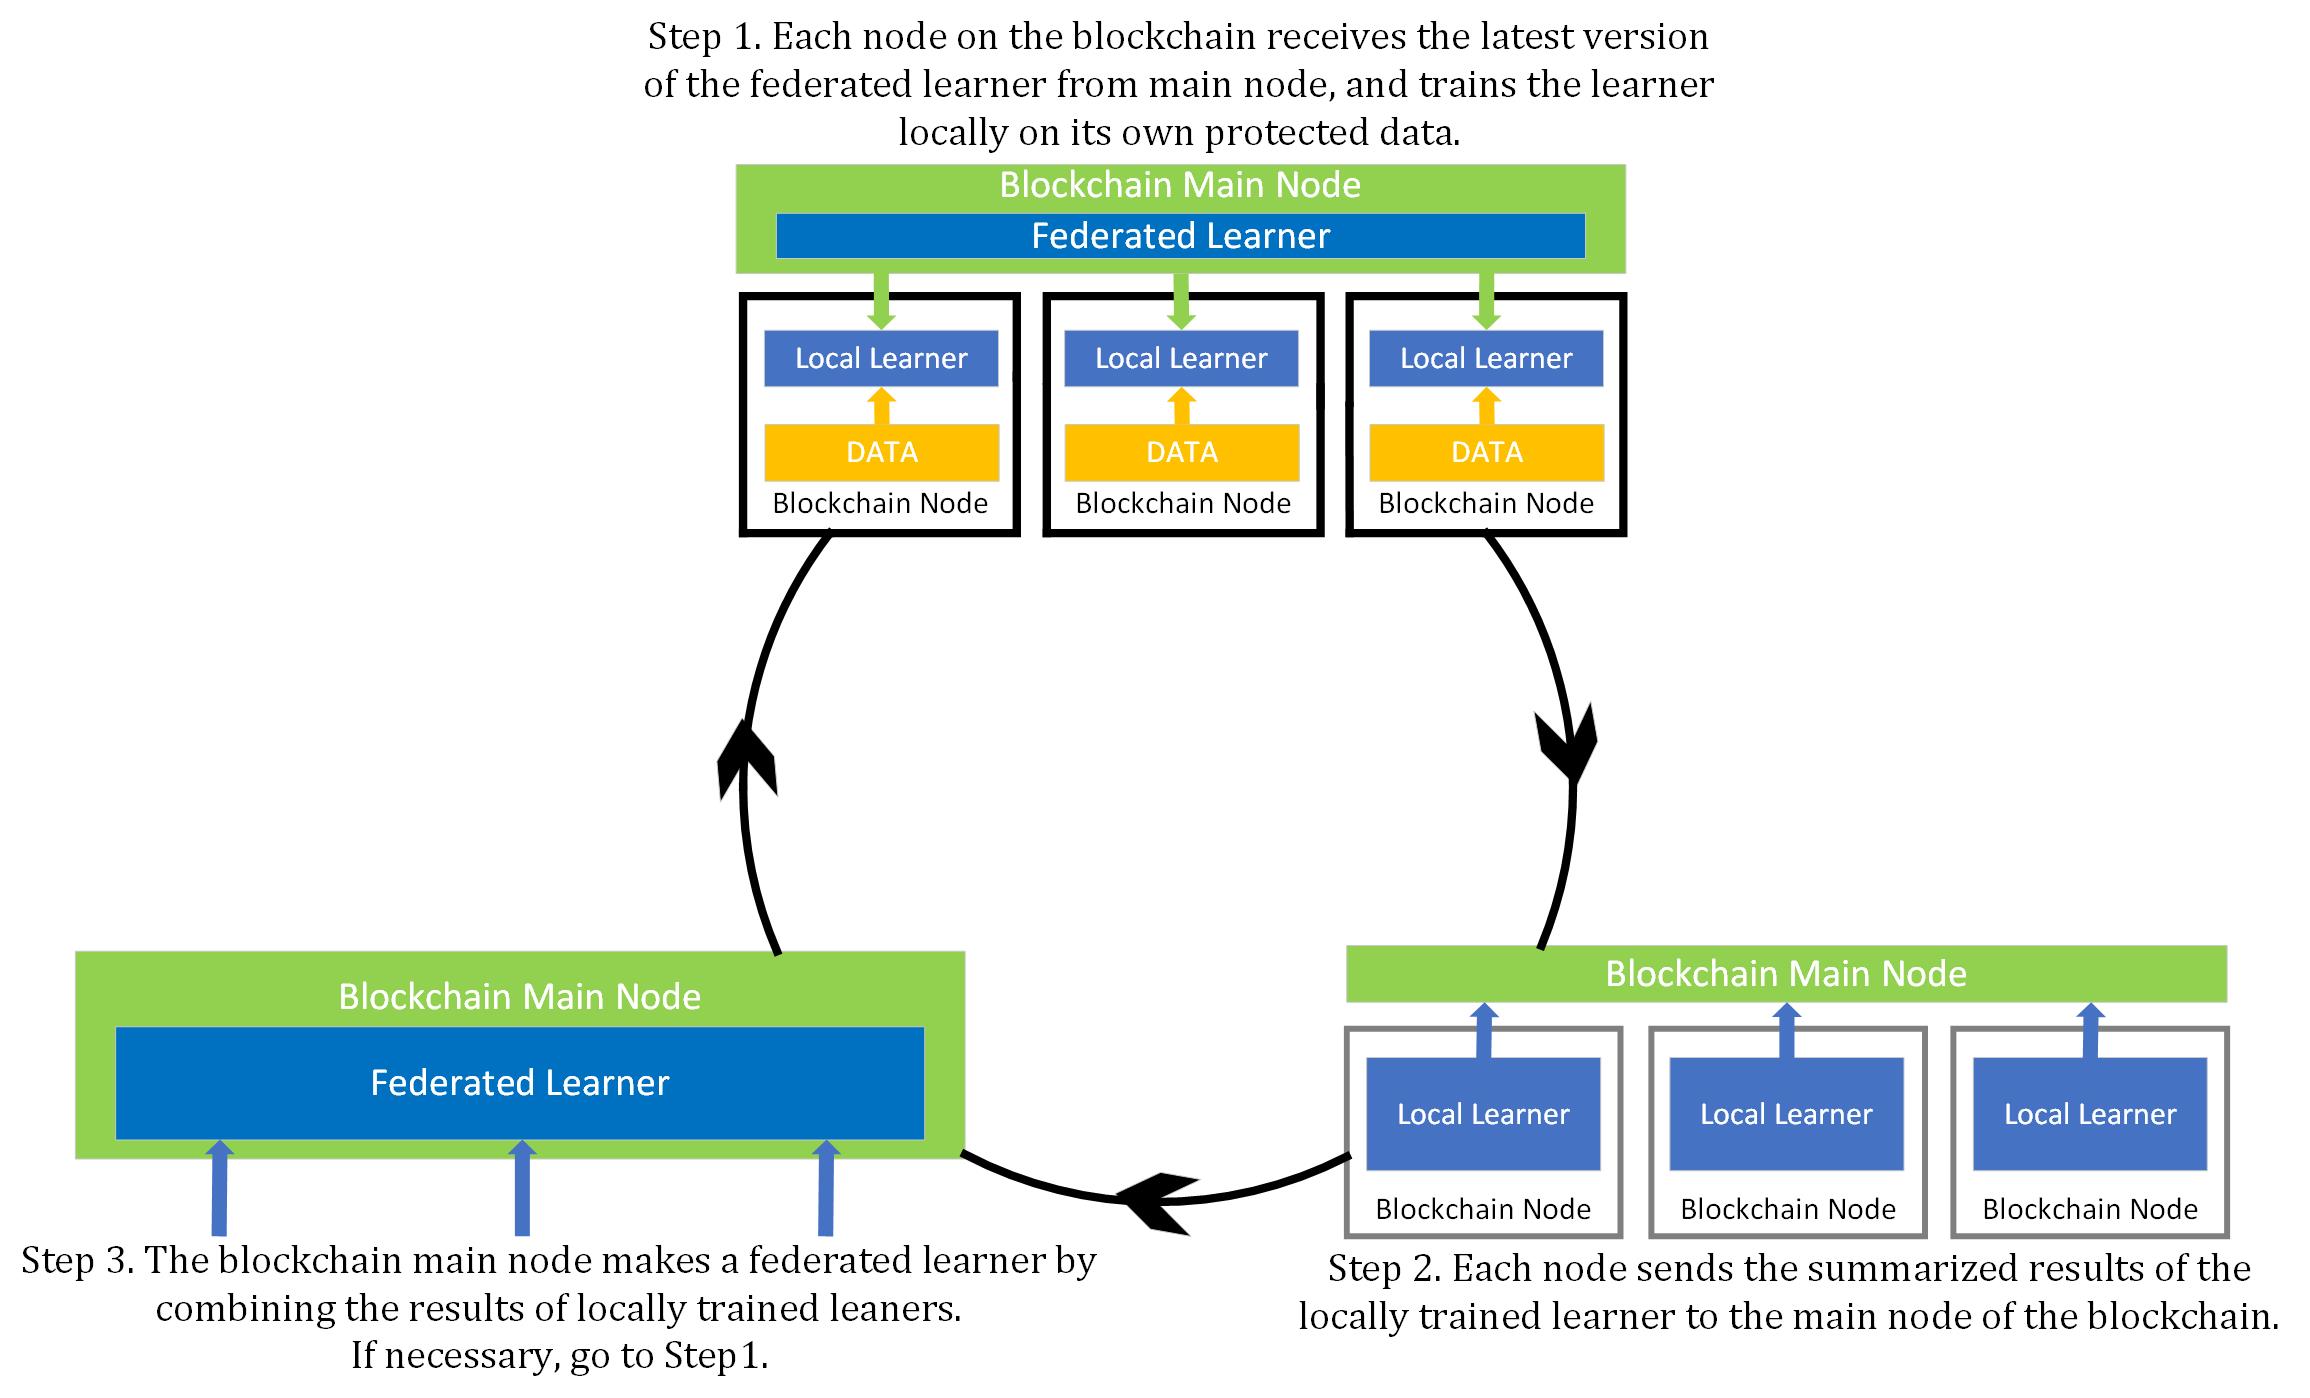 Step 1. Each node on the blockchain receives the latest version
of the federated learner from main node, and trains the learner
locally on its own protected data.
Blockchain Main Node
Federated Learner
Local Learner
Local Learner
Local Learner
DATA
DATA
DATA
Blockchain Node
Blockchain Node
Blockchain Node
Blockchain Main Node
Federated Learner
Step 3. The blockchain main node makes a federated learner by
combining the results of locally trained leaners.
If necessary, go to Step1.
Blockchain Main Node
Local Learner
Local Learner
Local Learner
Blockchain Node
Blockchain Node
Blockchain Node
Step 2. Each node sends the summarized results of the
locally trained learner to the main node of the blockchain.